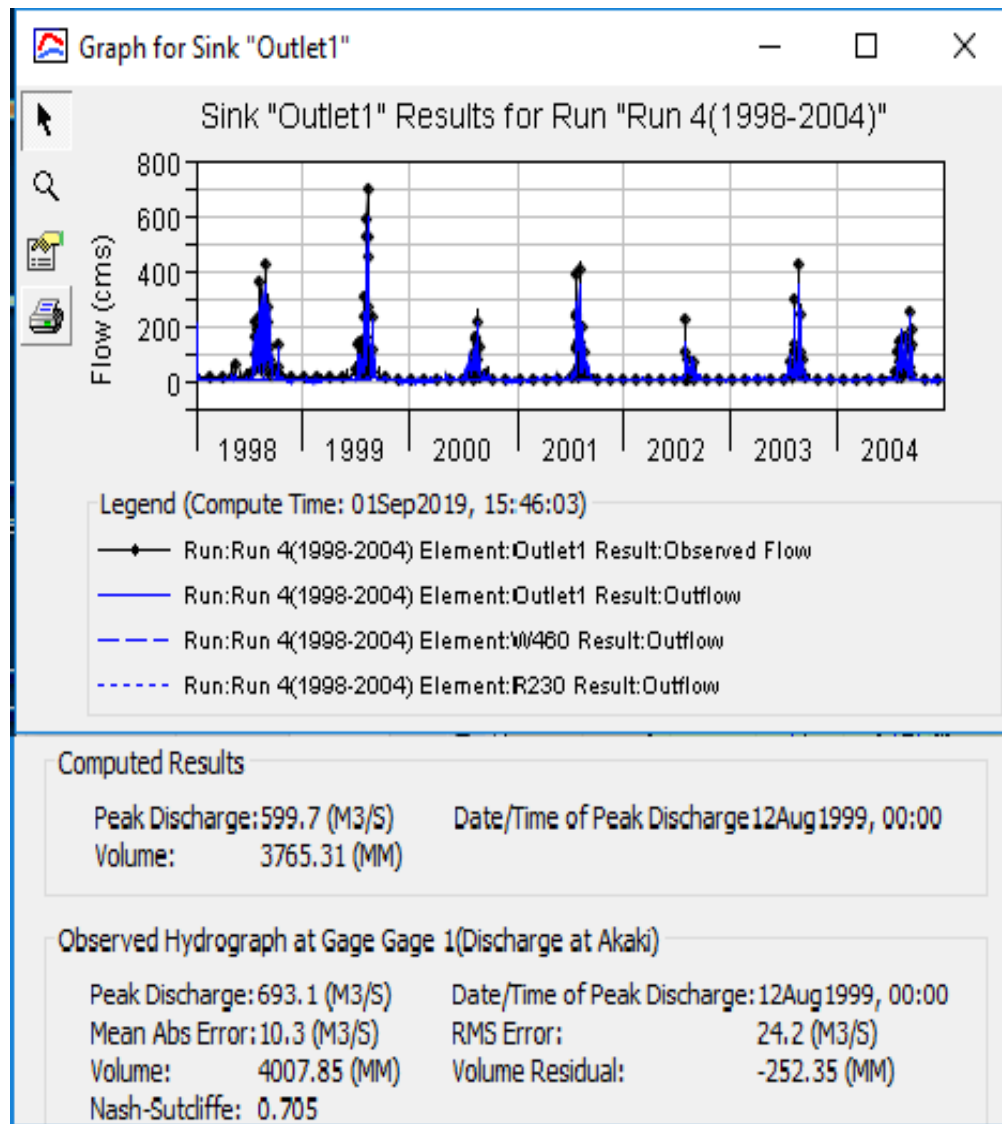 Graph for Sink "Outlet1"
Sink "Outlet1" Results for Run "Run 4(1998-2004)"
800
600
400
200
0
Flow (cms)
1998 1999 2000 2001 2002 2003 2004
Legend (Compute Time: 01Sep2019, 15:46:03)
Run:Run 4(1998-2004) Element:Outlet1 Result:Observed Flow
Run:Run 4(1998-2004) Element:Outlet1 Result:Outflow
Run:Run 4(1998-2004) Element:W460 Result:Outflow
Run:Run 4(1998-2004) Element:R230 Result:Outflow
Computed Results
Peak Discharge:599.7 (M3/S) Date/Time of Peak Discharge12Aug1999, 00:00
Volume: 3765.31 (MM)
Observed Hydrograph at Gage Gage 1(Discharge at Akaki)
Peak Discharge:693.1 (M3/S) Date/Time of Peak Discharge:12Aug1999, 00:00
Mean Abs Error:10.3 (M3/S) RMS Error: 24.2 (M3/S)
Volume: 4007.85 (MM) Volume Residual: -252.35 (MM)
Nash-Sutcliffe: 0.705